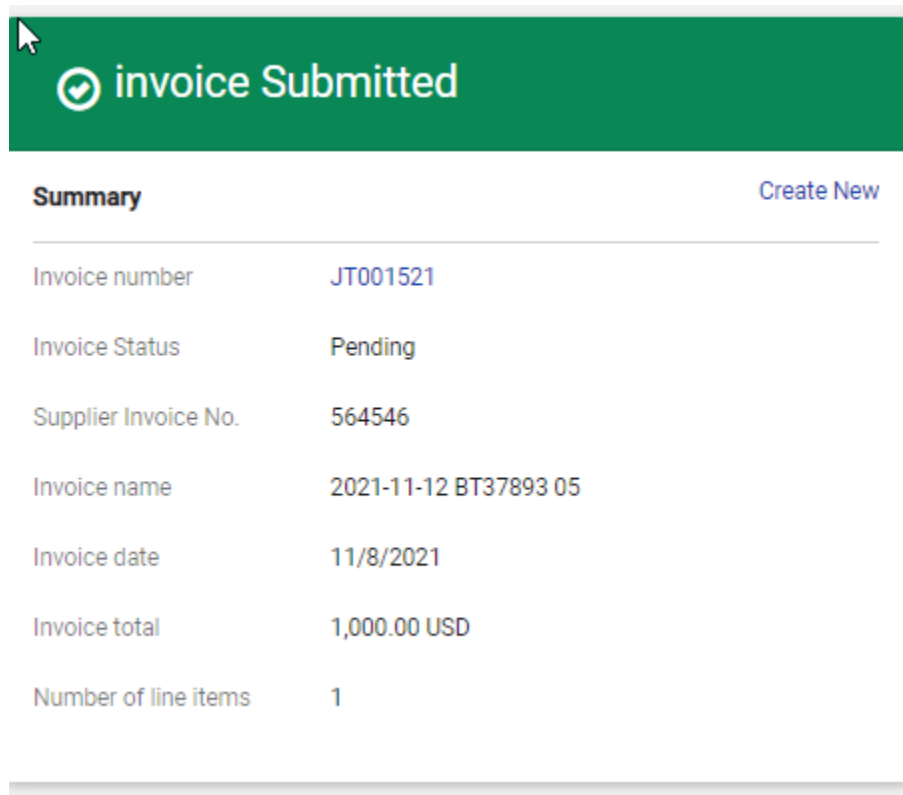 invoice Submitted
Summary Create New
Invoice number JT001521
Invoice Status Pending
Supplier Invoice No. 564546
Invoice name 2021-11-12 BT37893 05
Invoice date 11/8/2021
Invoice total 1,000.00 USD
Number of line items 1